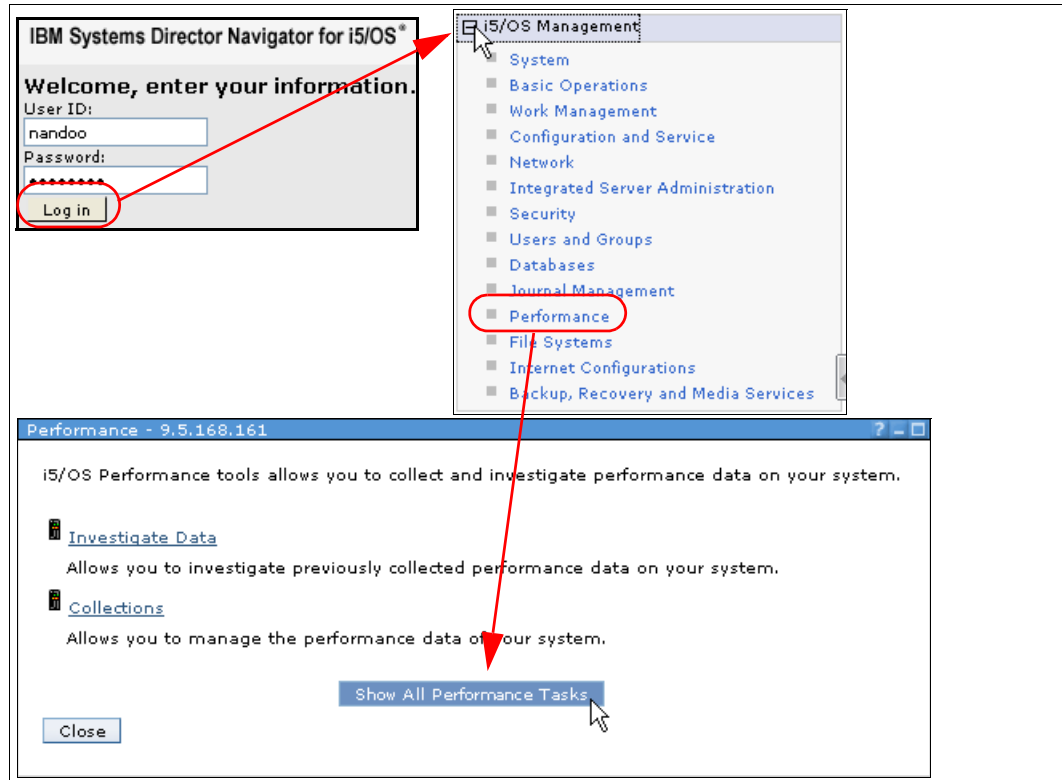 IBM Systems Director Navigator for i5/OS®
Welcome, enter your information.
User ID:
nandoo
Password:
••••••••
Log in
i5/OS Management
System
Basic Operations
Work Management
Configuration and Service
Network
Integrated Server Administration
Security
Users and Groups
Databases
Journal Management
Performance
File Systems
Internet Configurations
Backup, Recovery and Media Services
Performance - 9.5.168.161
i5/OS Performance tools allows you to collect and investigate performance data on your system.
Investigate Data
Allows you to investigate previously collected performance data on your system.
Collections
Allows you to manage the performance data of your system.
Show All Performance Tasks
Close